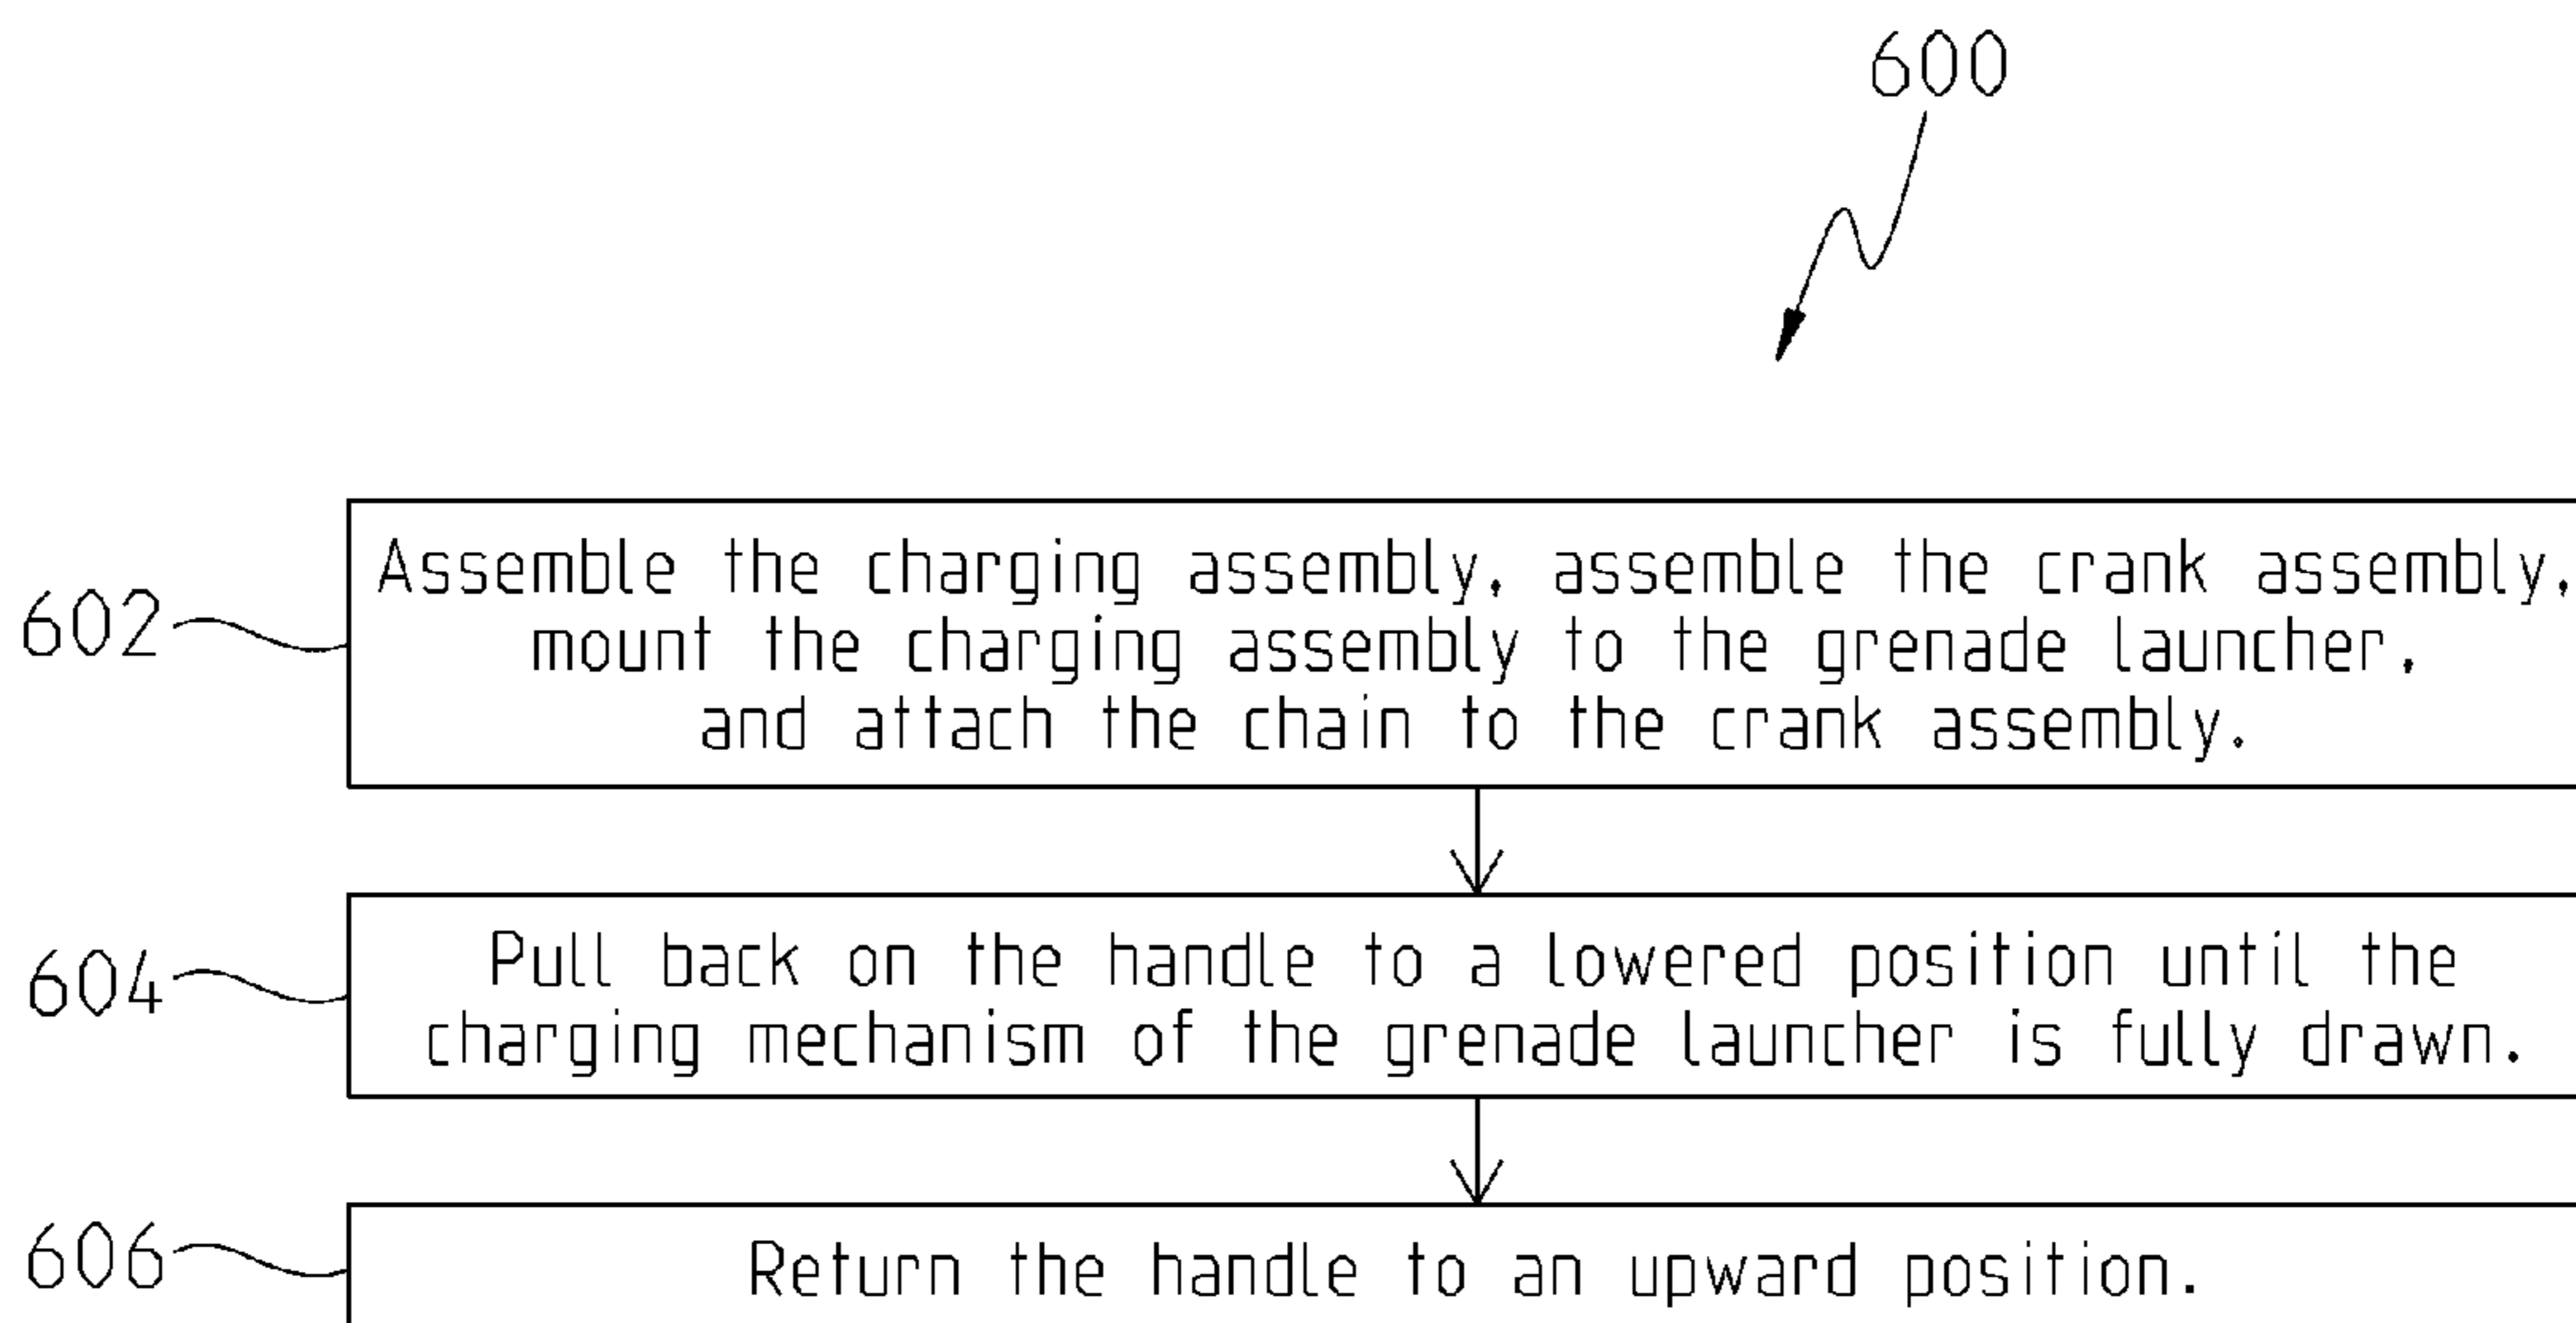 600
602
Assemble the charging assembly, assemble the crank assembly,
mount the charging assembly to the grenade launcher,
and attach the chain to the crank assembly.
604
Pull back on the handle to a lowered position until the
charging mechanism of the grenade launcher is fully drawn.
606
Return the handle to an upward position.